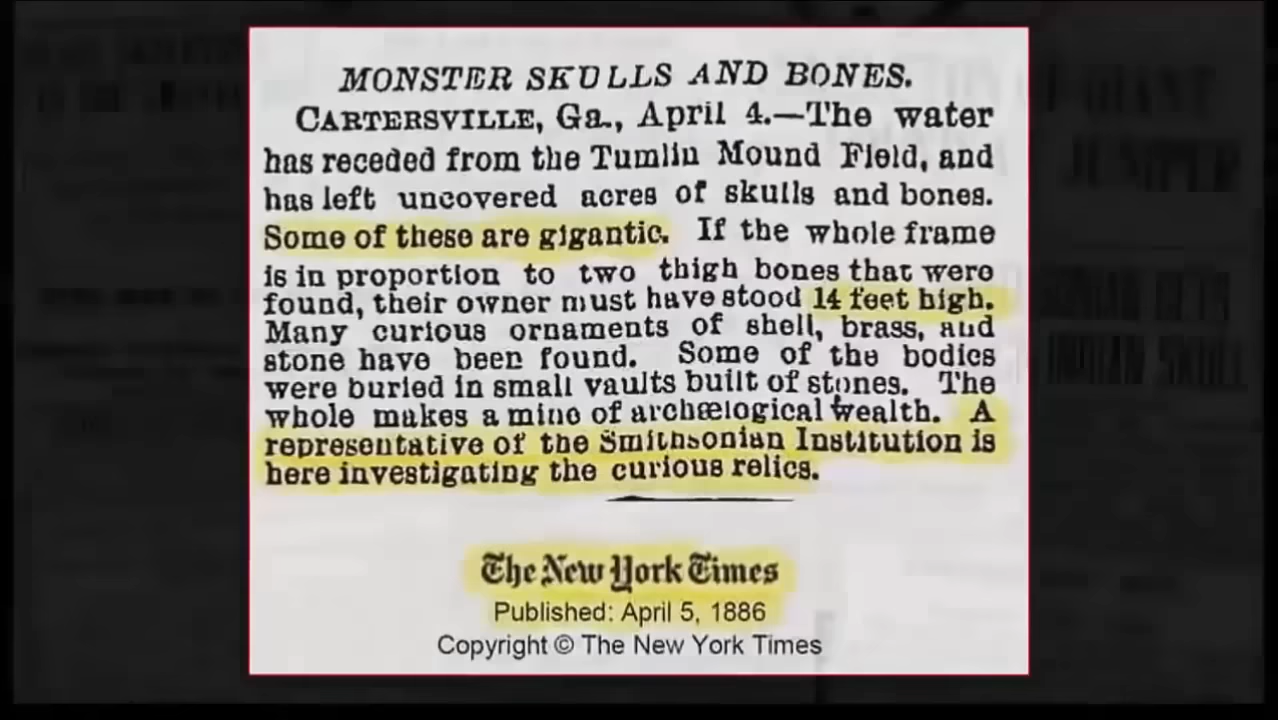 MONSTER SKULLS AND BONES.
CARTERSVILLE, Ga., April 4.—The water
has receded from the Tumlin Mound Field, and
has left uncovered acres of skulls and bones.
Some of these are gigantic. If the whole frame
is in proportion to two thigh bones that were
found, their owner must have stood 14 feet high.
Many curious ornaments of shell, brass, and
stone have been found. Some of the bodies
were buried in small vaults built of stones. The
whole makes a mine of archælogical wealth. A
representative of the Smithsonian Institution is
here investigating the curious relics.
The New York Times
Published: April 5, 1886
Copyright © The New York Times
GIANT
JUMPER
INDIAN SKULL